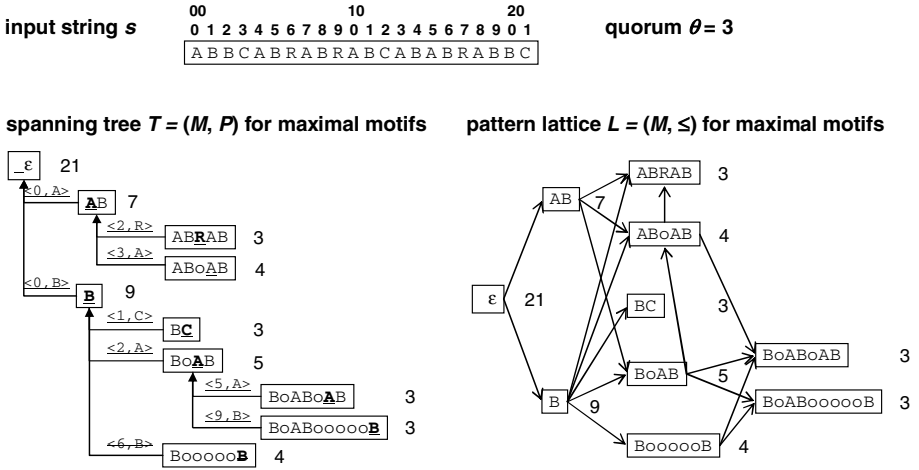 00 10 20
input string s 0 1 2 3 4 5 6 7 8 9 0 1 2 3 4 5 6 7 8 9 0 1 quorum θ = 3
A B B C A B R A B R A B C A B A B R A B B C
spanning tree T = (M, P) for maximal motifs
_ε 21
<0,A>
AB 7
<2,R>
ABRAB 3
<3,A>
ABoAB 4
<0,B>
B 9
<1,C>
BC 3
<2,A>
BoAB 5
<5,A>
BoABoAB 3
<9,B>
BoABoooooB 3
<6,B>
BoooooB 4
pattern lattice L = (M, ≤) for maximal motifs
ABRAB 3
AB 7
ABoAB 4
ε 21
BC 3
BoABoAB 3
BoAB 5
B 9
BoABoooooB 3
BoooooB 4